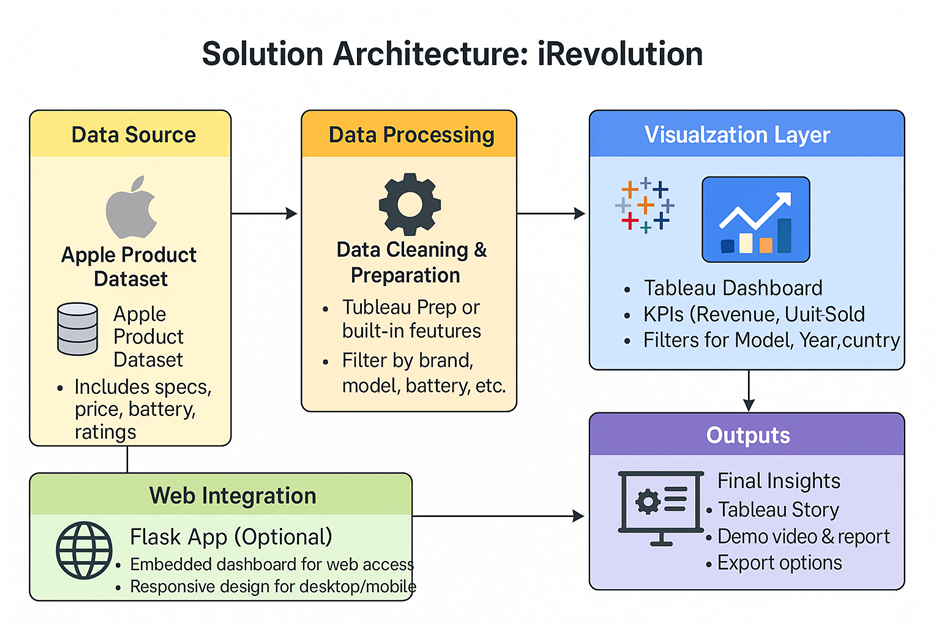 Solution Architecture: iRevolution
Data Source
Apple Product
Dataset
Apple
Product
Dataset
• Includes specs,
price, battery,
ratings
Data Processing
Data Cleaning &
Preparation
• Tubleau Prep or
built-in feutures
• Filter by brand,
model, battery, etc.
Visualzation Layer
• Tableau Dashboard
• KPIs (Revenue, Uuit-Sold
• Filters for Model, Year,cuntry
Web Integration
Flask App (Optional)
• Embedded dashboard for web access
• Responsive design for desktop/mobile
Outputs
Final Insights
• Tableau Story
• Demo video & report
• Export options